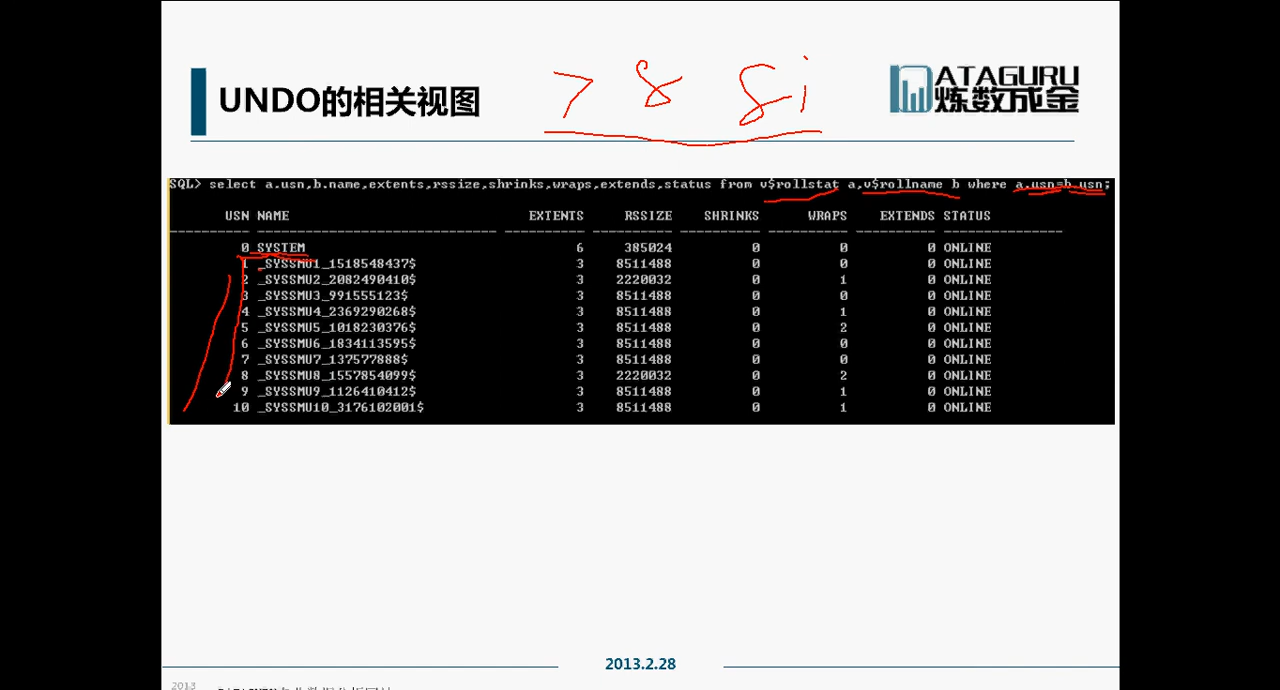 7 8 8i
UNDO的相关视图
ATAGURU
炼数成金
SQL> select a.usn,b.name,extents,rssize,shrinks,wraps,extends,status from v$rollstat a,v$rollname b where a.usn=b.usn;
USN NAME EXTENTS RSSIZE SHRINKS WRAPS EXTENDS STATUS
0 SYSTEM 6 385024 0 0 0 ONLINE
1 _SYSSMU1_1518548437$ 3 8511488 0 0 0 ONLINE
2 _SYSSMU2_2082490410$ 3 2220032 0 1 0 ONLINE
3 _SYSSMU3_991555123$ 3 8511488 0 0 0 ONLINE
4 _SYSSMU4_2369290268$ 3 8511488 0 1 0 ONLINE
5 _SYSSMU5_1018230376$ 3 8511488 0 2 0 ONLINE
6 _SYSSMU6_1834113595$ 3 8511488 0 0 0 ONLINE
7 _SYSSMU7_137577888$ 3 8511488 0 0 0 ONLINE
8 _SYSSMU8_1557854099$ 3 2220032 0 2 0 ONLINE
9 _SYSSMU9_1126410412$ 3 8511488 0 1 0 ONLINE
10 _SYSSMU10_3176102001$ 3 8511488 0 1 0 ONLINE
2013.2.28
2013